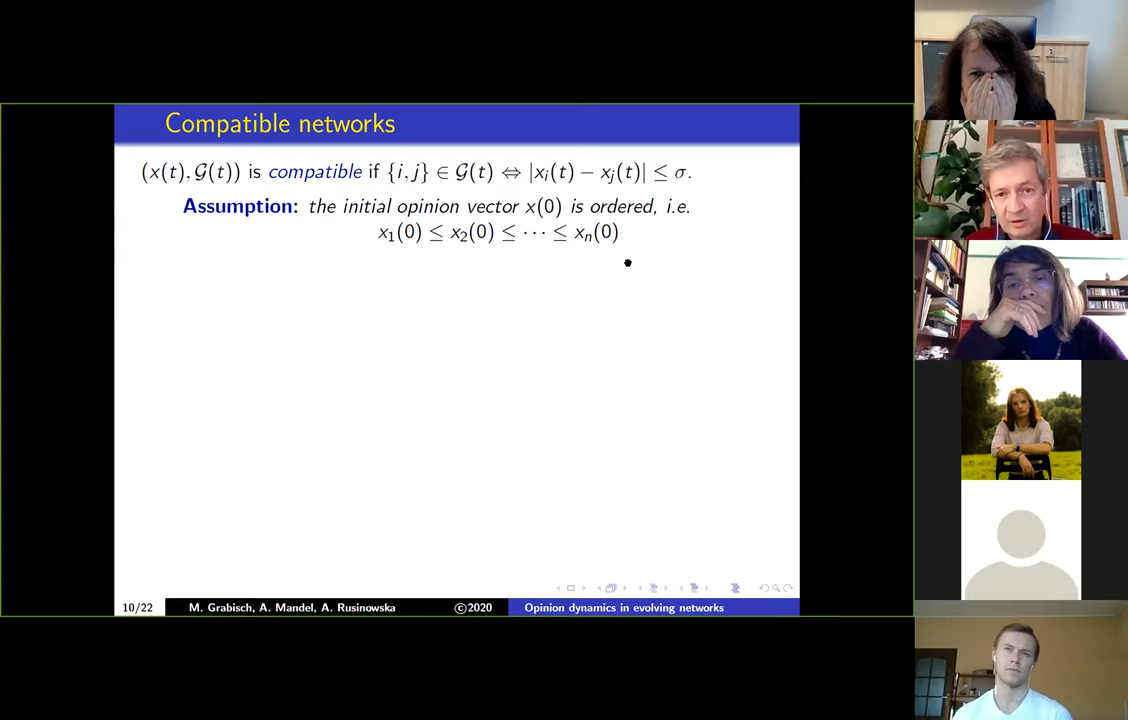 Compatible networks
(x(t), 𝒢(t)) is compatible if {i, j} ∈ 𝒢(t) ⇔ |xᵢ(t) − xⱼ(t)| ≤ σ.
Assumption: the initial opinion vector x(0) is ordered, i.e.
x₁(0) ≤ x₂(0) ≤ ⋯ ≤ xₙ(0)
10/22 M. Grabisch, A. Mandel, A. Rusinowska ©2020 Opinion dynamics in evolving networks